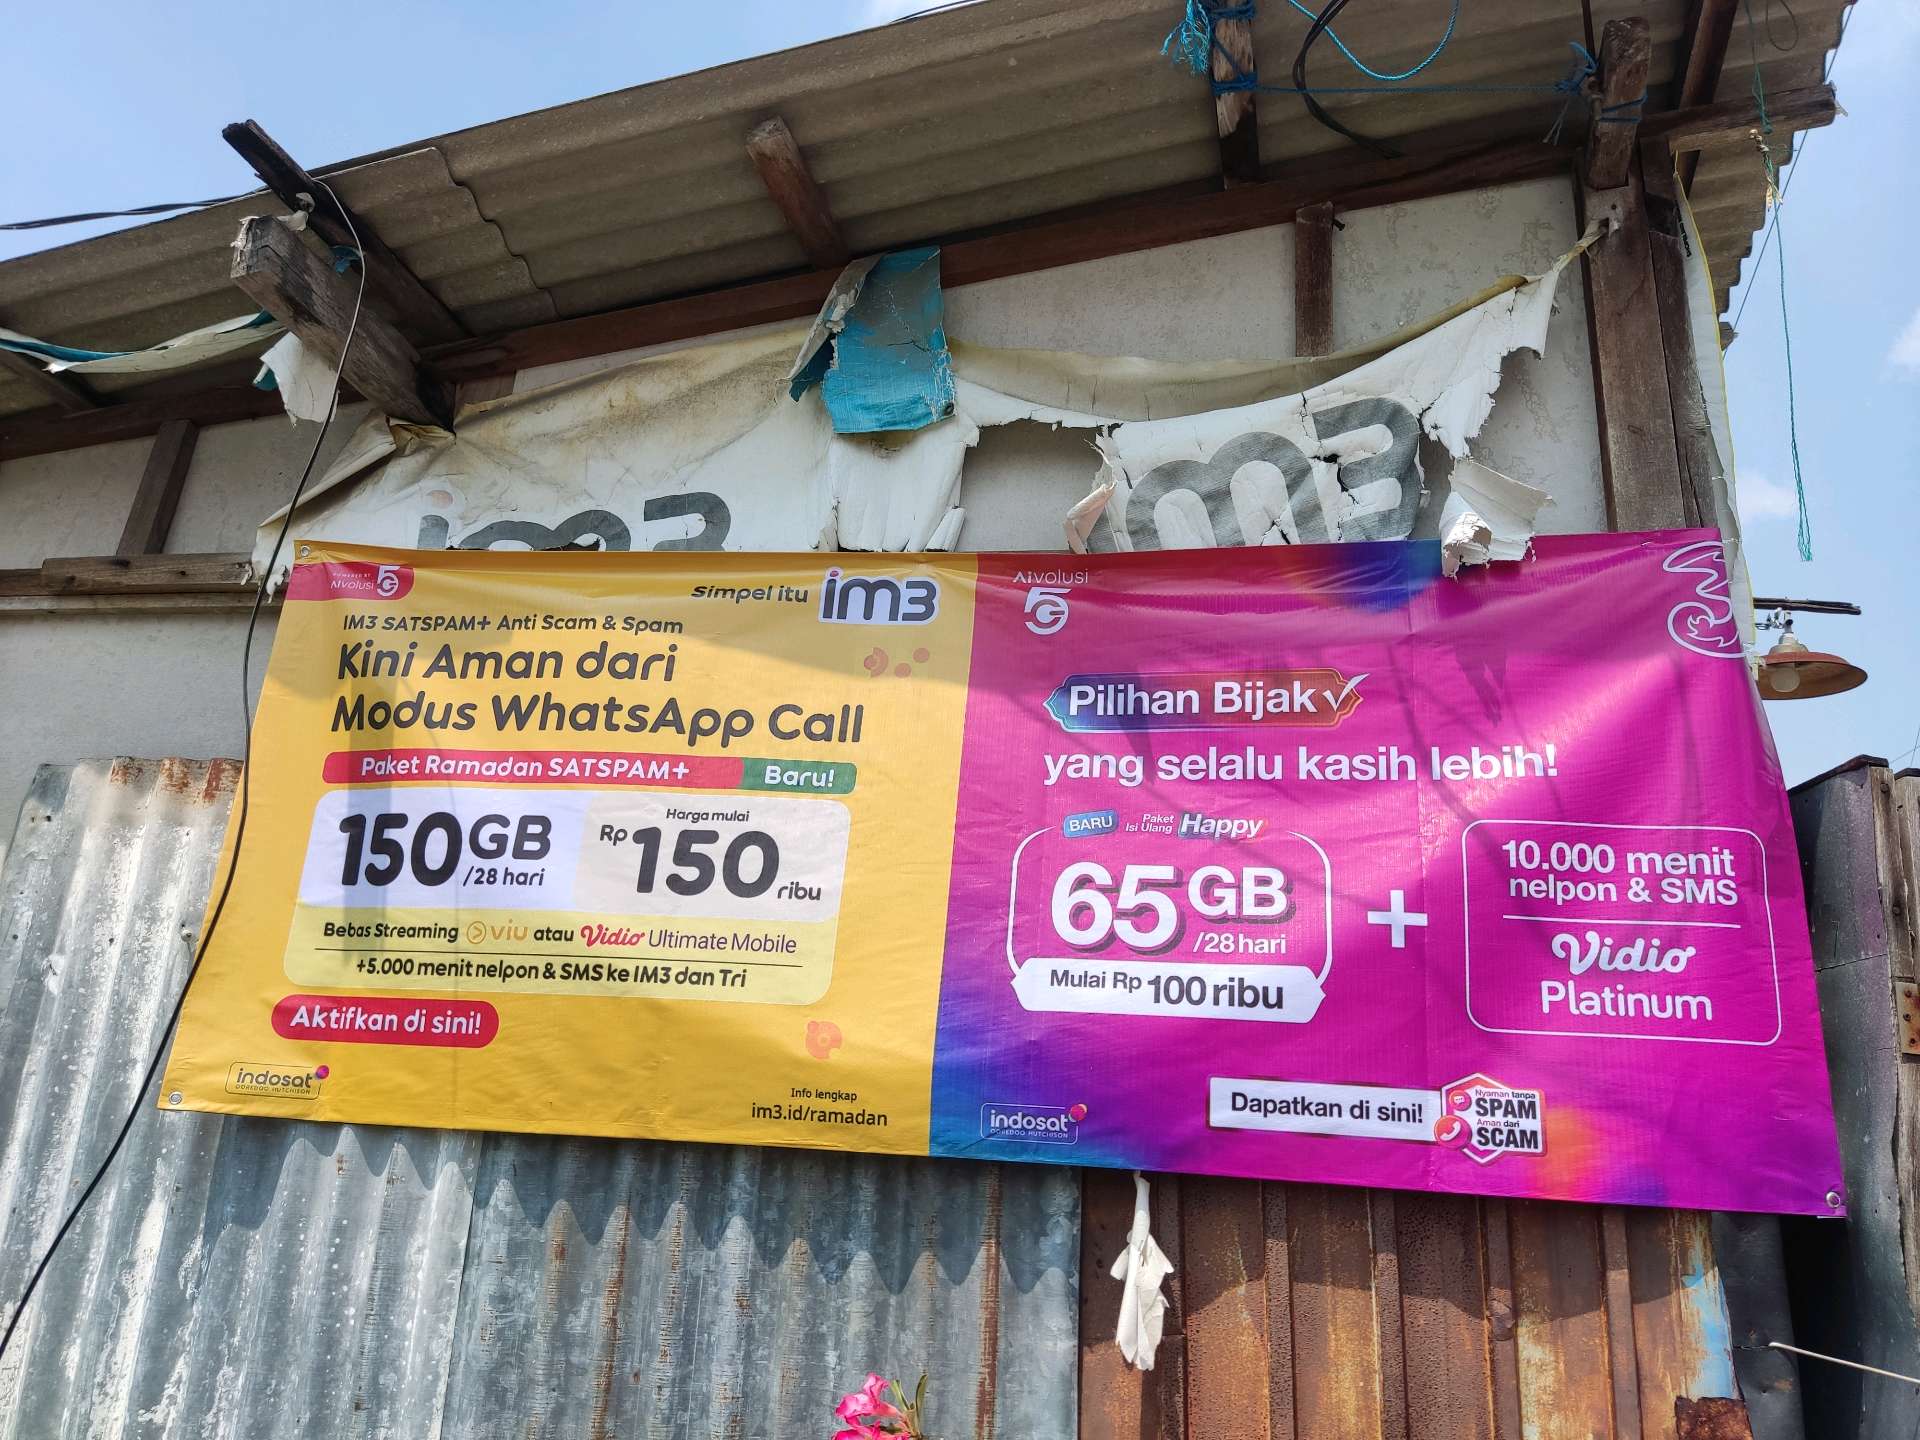 im3
im3
POWERED BY
AIvolusi 5G
Simpel itu im3
IM3 SATSPAM+ Anti Scam & Spam
Kini Aman dari
Modus WhatsApp Call
Paket Ramadan SATSPAM+ Baru!
150GB /28 hari
Harga mulai
Rp 150 ribu
Bebas Streaming viu atau Vidio Ultimate Mobile
+5.000 menit nelpon & SMS ke IM3 dan Tri
Aktifkan di sini!
indosat
OOREDOO HUTCHISON
Info lengkap
im3.id/ramadan
AIVOLUSI
5G
3
Pilihan Bijak
yang selalu kasih lebih!
BARU Paket Isi Ulang Happy
65GB /28 hari
Mulai Rp 100 ribu
+
10.000 menit
nelpon & SMS
Vidio
Platinum
Dapatkan di sini!
Nyaman tanpa
SPAM
Aman dari
SCAM
indosat
OOREDOO HUTCHISON